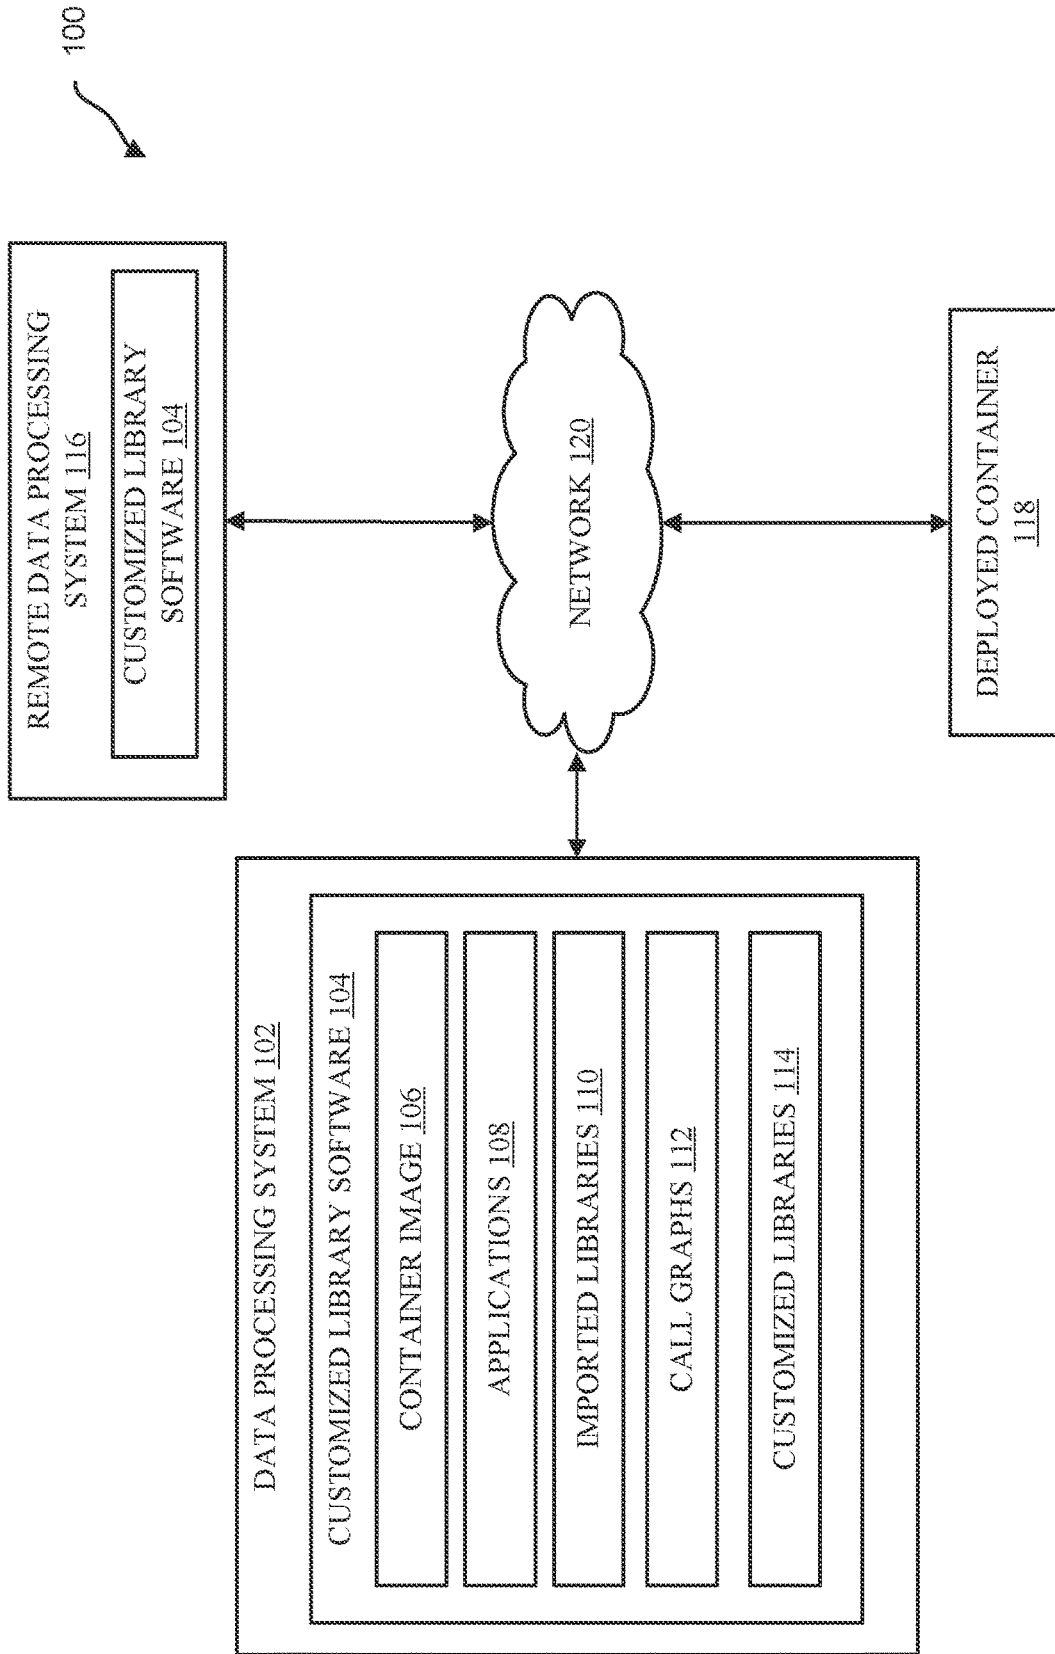 100
DATA PROCESSING SYSTEM 102
CUSTOMIZED LIBRARY SOFTWARE 104
CONTAINER IMAGE 106
APPLICATIONS 108
IMPORTED LIBRARIES 110
CALL GRAPHS 112
CUSTOMIZED LIBRARIES 114
REMOTE DATA PROCESSING
SYSTEM 116
CUSTOMIZED LIBRARY
SOFTWARE 104
NETWORK 120
DEPLOYED CONTAINER
118